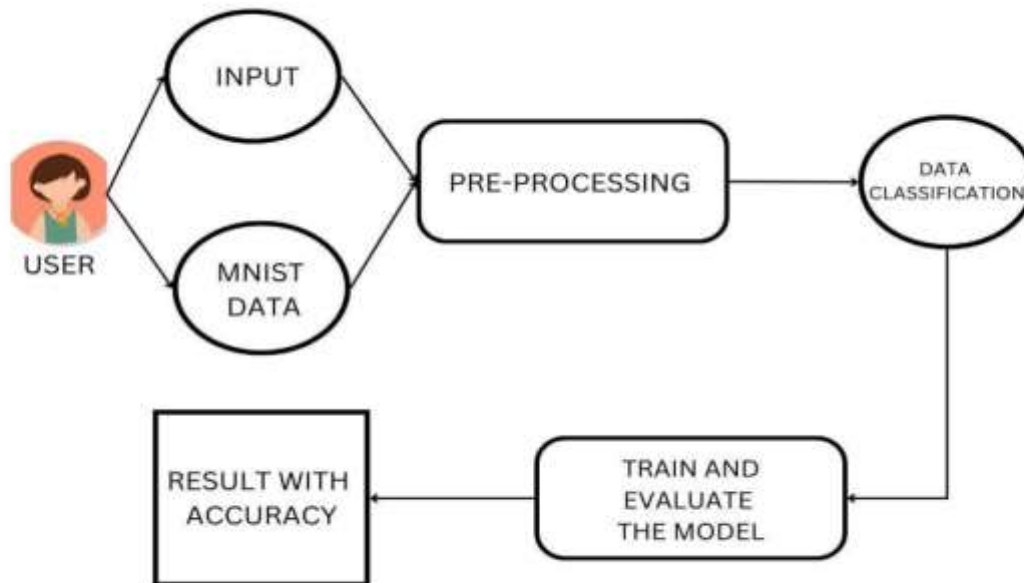 INPUT
USER
MNIST
DATA
PRE-PROCESSING
DATA
CLASSIFICATION
TRAIN AND
EVALUATE
THE MODEL
RESULT WITH
ACCURACY